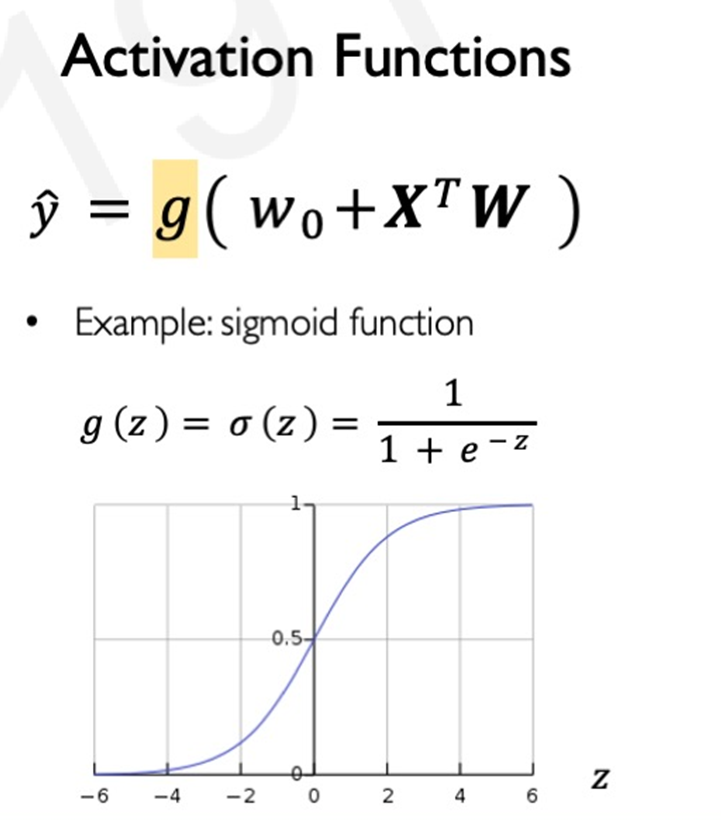 Activation Functions
ŷ = g ( w₀ + Xᵀ W )
• Example: sigmoid function
g (z) = σ (z) = 1 / (1 + e⁻ᶻ)
1
0.5
0
−6 −4 −2 0 2 4 6 z